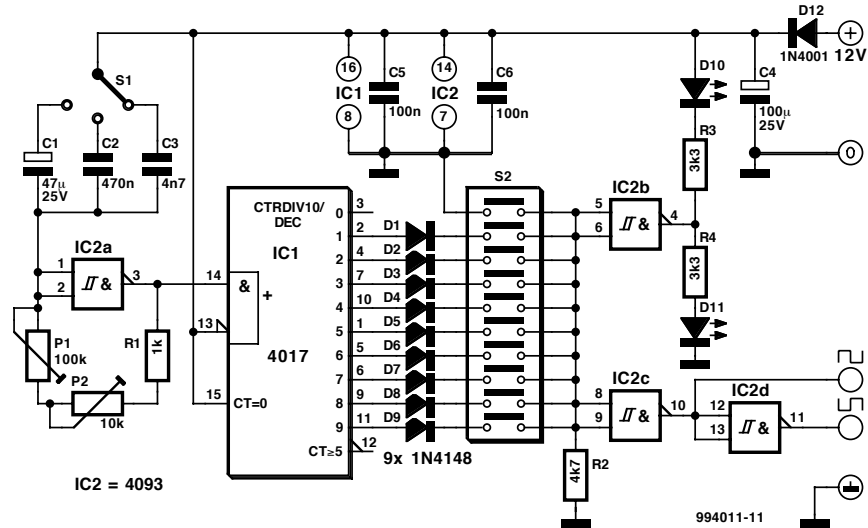 D12
1N4001
12V
S1
C1
47µ
25V
C2
470n
C3
4n7
16
IC1
8
C5
100n
14
IC2
7
C6
100n
D10
C4
100µ
25V
0
R3
3k3
R4
3k3
D11
S2
IC2b
5
6
&
4
CTRDIV10/
DEC
IC1
4017
14
&
+
13
15
CT=0
0
1
2
3
4
5
6
7
8
9
CT≥5
3
2
4
7
10
1
5
6
9
11
12
D1
D2
D3
D4
D5
D6
D7
D8
D9
9x 1N4148
IC2a
1
2
&
3
P1
100k
R1
1k
P2
10k
R2
4k7
IC2c
8
9
&
10
IC2d
12
13
&
11
IC2 = 4093
994011-11